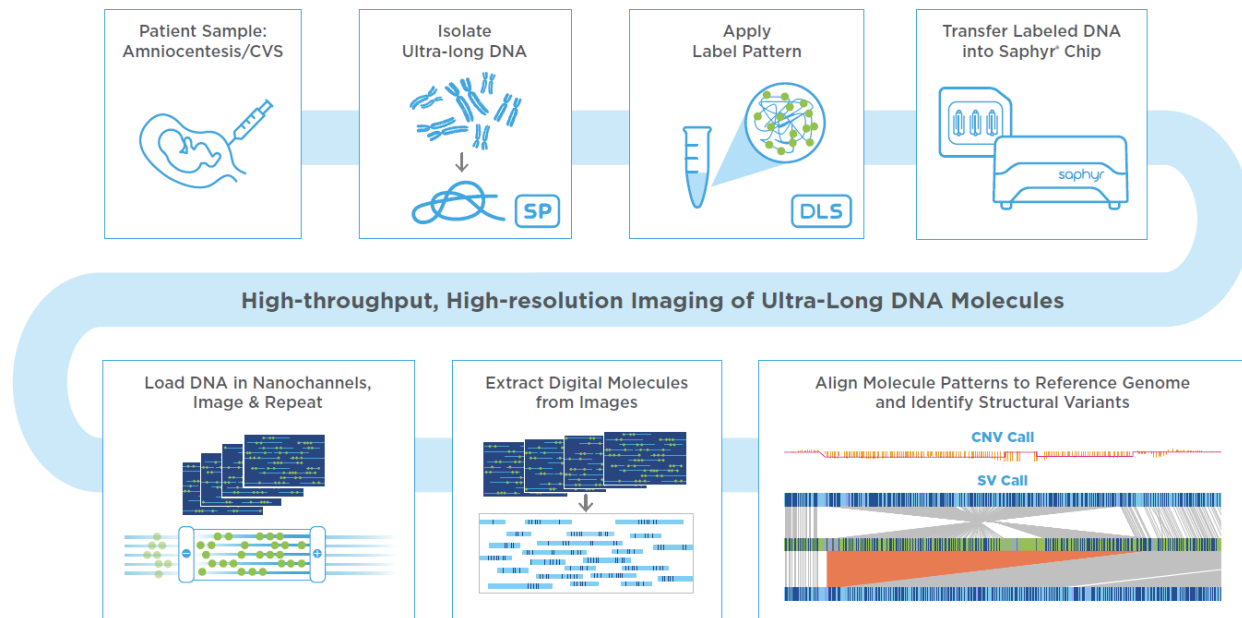 Patient Sample:
Amniocentesis/CVS
Isolate
Ultra-long DNA
SP
Apply
Label Pattern
DLS
Transfer Labeled DNA
into Saphyr® Chip
saphyr
High-throughput, High-resolution Imaging of Ultra-Long DNA Molecules
Load DNA in Nanochannels,
Image & Repeat
Extract Digital Molecules
from Images
Align Molecule Patterns to Reference Genome
and Identify Structural Variants
CNV Call
SV Call